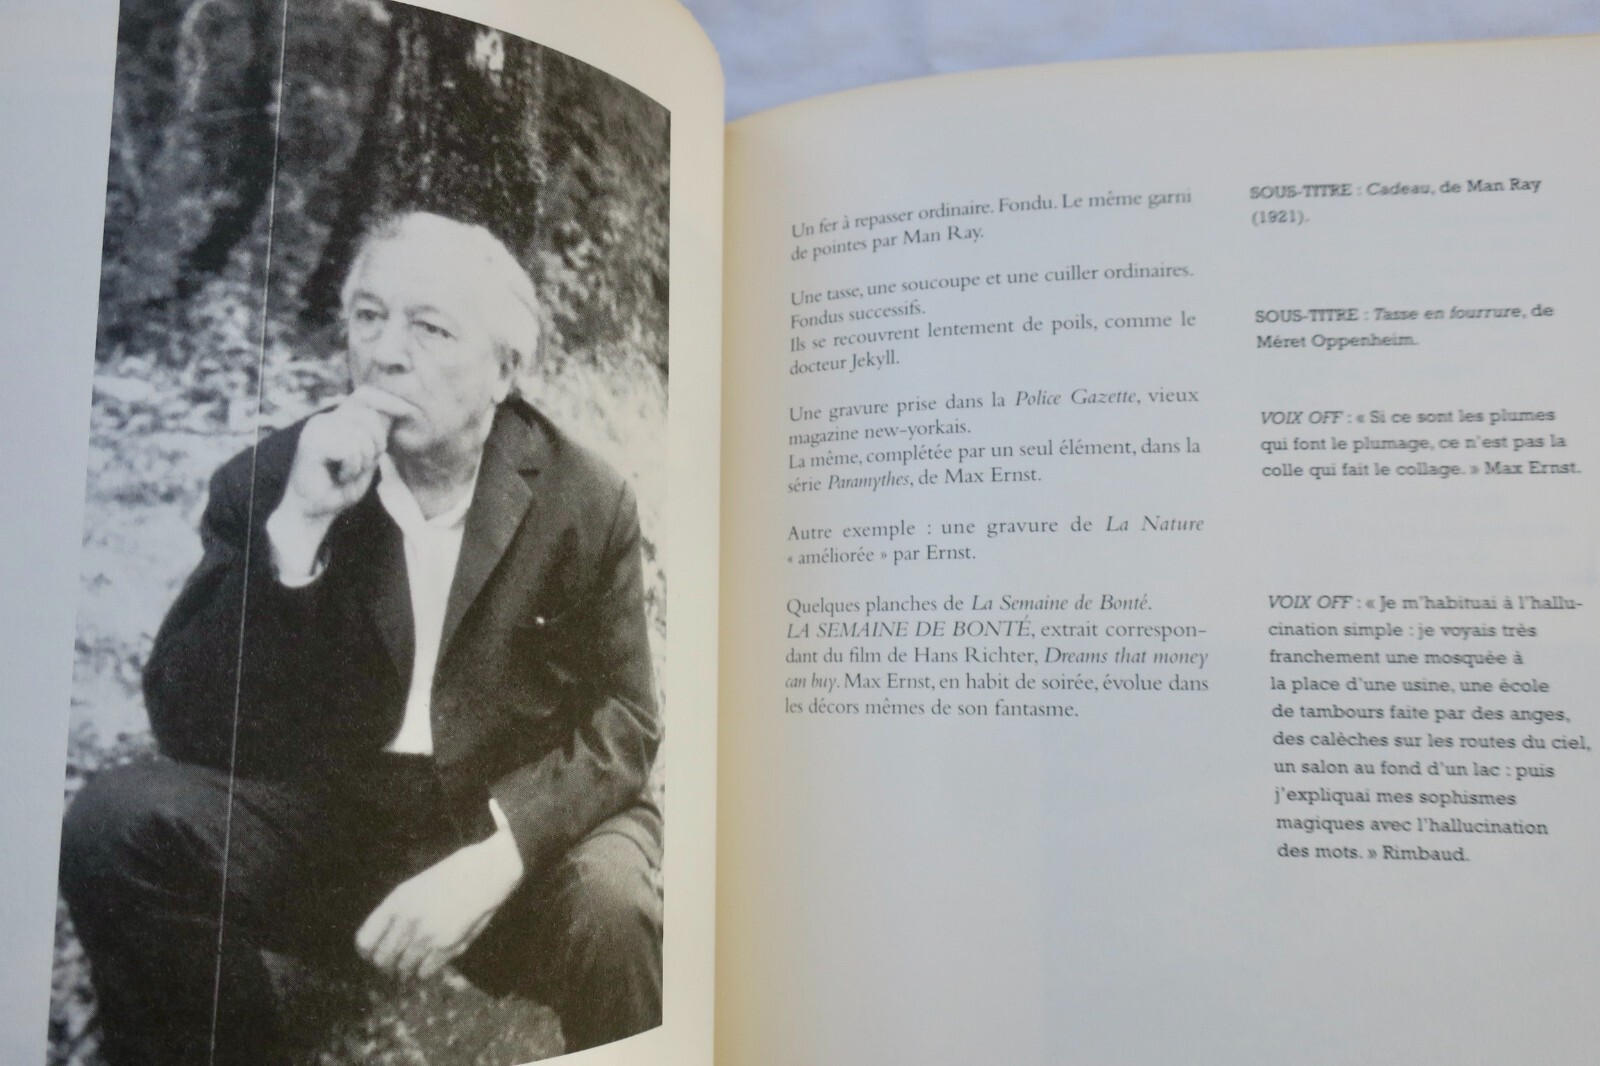 Un fer à repasser ordinaire. Fondu. Le même garni
de pointes par Man Ray.
Une tasse, une soucoupe et une cuiller ordinaires.
Fondus successifs.
Ils se recouvrent lentement de poils, comme le
docteur Jekyll.
Une gravure prise dans la Police Gazette, vieux
magazine new-yorkais.
La même, complétée par un seul élément, dans la
série Paramythes, de Max Ernst.
Autre exemple : une gravure de La Nature
« améliorée » par Ernst.
Quelques planches de La Semaine de Bonté.
LA SEMAINE DE BONTÉ, extrait correspon-
dant du film de Hans Richter, Dreams that money
can buy. Max Ernst, en habit de soirée, évolue dans
les décors mêmes de son fantasme.
SOUS-TITRE : Cadeau, de Man Ray
(1921).
SOUS-TITRE : Tasse en fourrure, de
Méret Oppenheim.
VOIX OFF : « Si ce sont les plumes
qui font le plumage, ce n'est pas la
colle qui fait le collage. » Max Ernst.
VOIX OFF : « Je m'habituai à l'hallu-
cination simple : je voyais très
franchement une mosquée à
la place d'une usine, une école
de tambours faite par des anges,
des calèches sur les routes du ciel,
un salon au fond d'un lac : puis
j'expliquai mes sophismes
magiques avec l'hallucination
des mots. » Rimbaud.